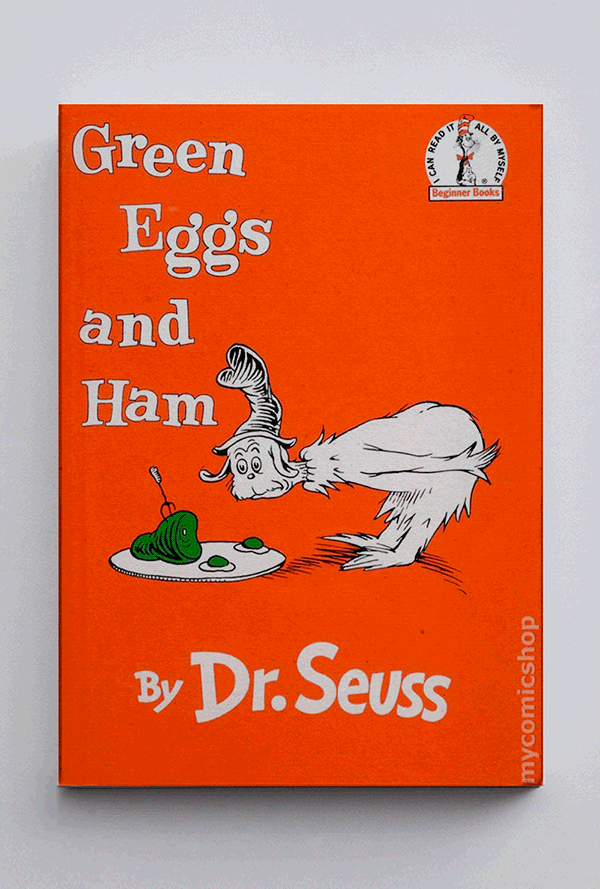 Green
Eggs
and
Ham
I CAN READ IT ALL BY MYSELF
®
Beginner Books
By Dr. Seuss
mycomicshop